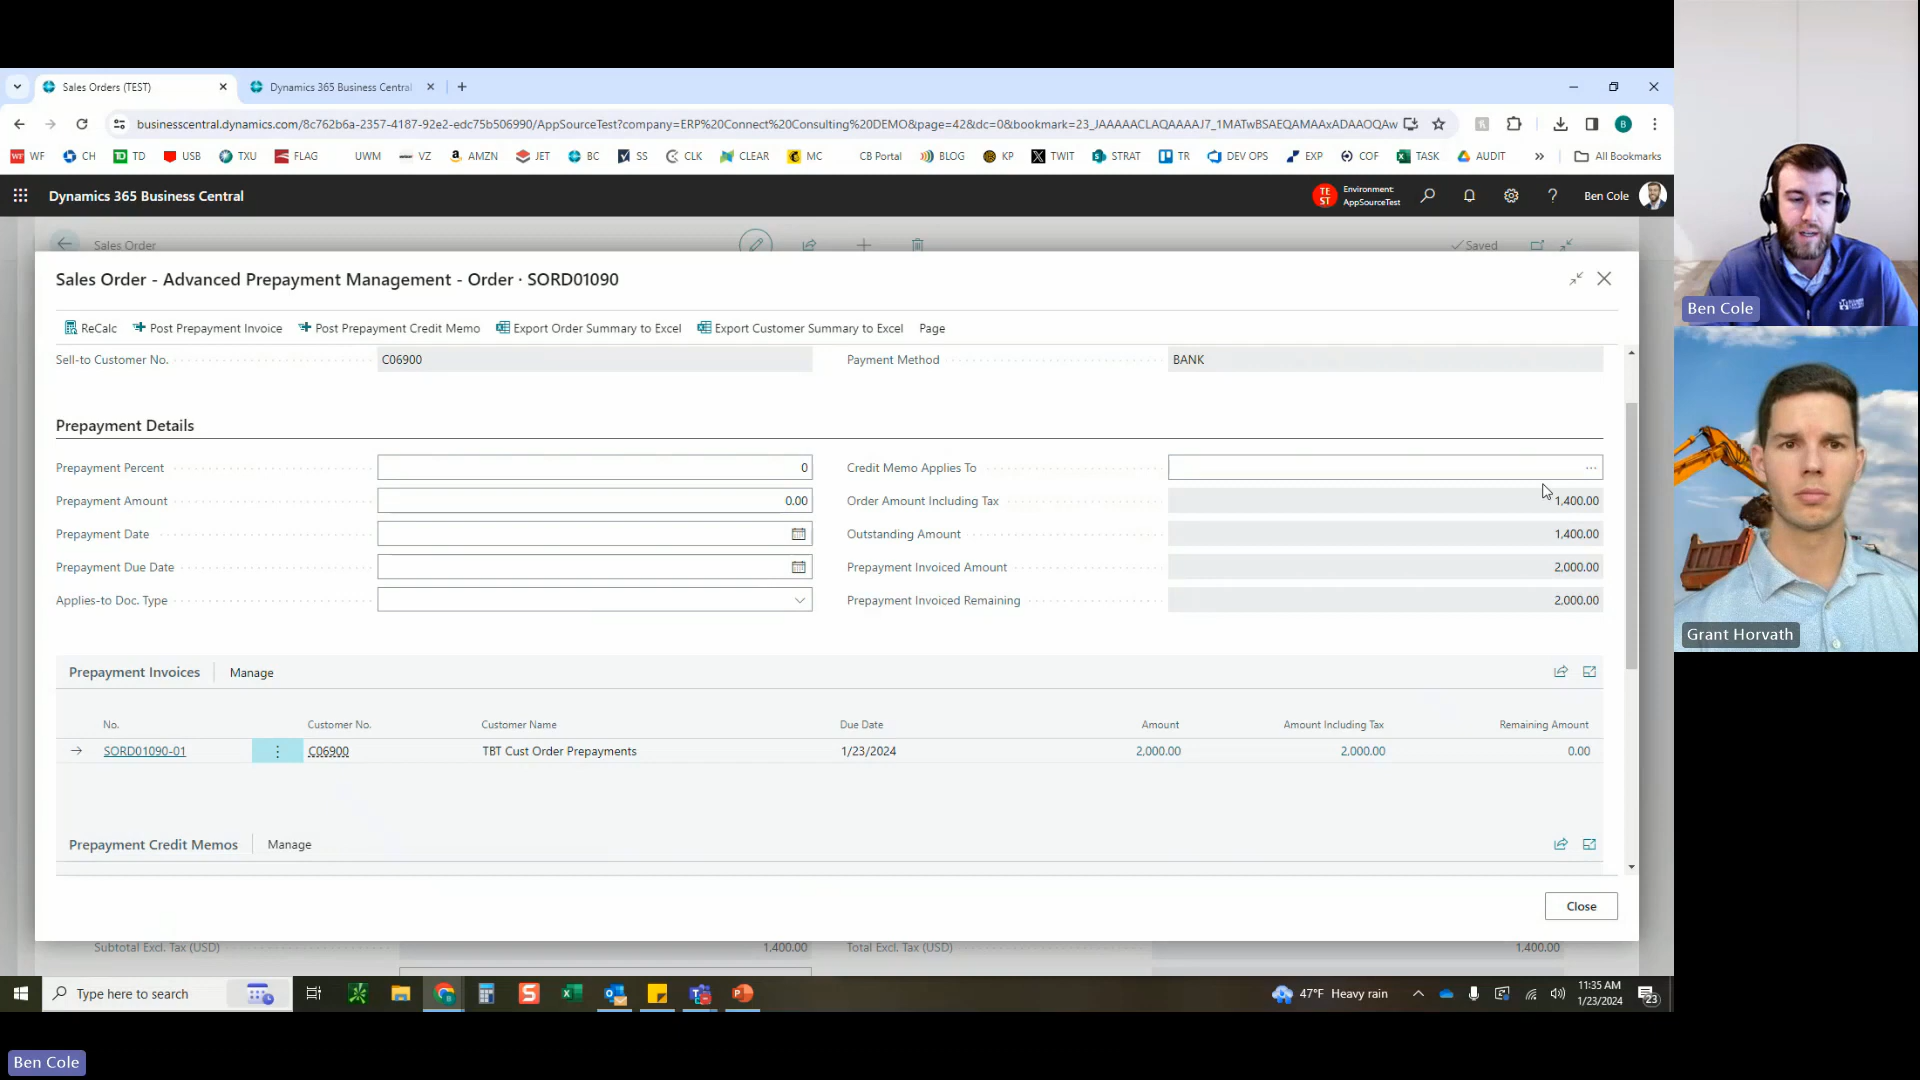 Sales Orders (TEST)
Dynamics 365 Business Central
businesscentral.dynamics.com/8c762b6a-2357-4187-92e2-edc75b506990/AppSourceTest?company=ERP%20Connect%20Consulting%20DEMO&page=42&dc=0&bookmark=23_JAAAAACLAQAAAAJ7_1MATwBSAEQAMAAxADAAOQAw
WF CH TD USB TXU FLAG UWM VZ AMZN JET BC SS CLK CLEAR MC CB Portal BLOG KP TWIT STRAT TR DEV OPS EXP COF TASK AUDIT » All Bookmarks
Dynamics 365 Business Central
TE ST
Environment:
AppSourceTest
Ben Cole
Sales Order
Saved
Sales Order - Advanced Prepayment Management - Order · SORD01090
ReCalc Post Prepayment Invoice Post Prepayment Credit Memo Export Order Summary to Excel Export Customer Summary to Excel Page
Sell-to Customer No. C06900 Payment Method BANK
Prepayment Details
Prepayment Percent 0 Credit Memo Applies To ...
Prepayment Amount 0.00 Order Amount Including Tax 1,400.00
Prepayment Date Outstanding Amount 1,400.00
Prepayment Due Date Prepayment Invoiced Amount 2,000.00
Applies-to Doc. Type Prepayment Invoiced Remaining 2,000.00
Prepayment Invoices Manage
No. Customer No. Customer Name Due Date Amount Amount Including Tax Remaining Amount
SORD01090-01 C06900 TBT Cust Order Prepayments 1/23/2024 2,000.00 2,000.00 0.00
Prepayment Credit Memos Manage
Close
Subtotal Excl. Tax (USD) 1,400.00 Total Excl. Tax (USD) 1,400.00
Type here to search
47°F Heavy rain
11:35 AM
1/23/2024
23
Ben Cole
Grant Horvath
Ben Cole